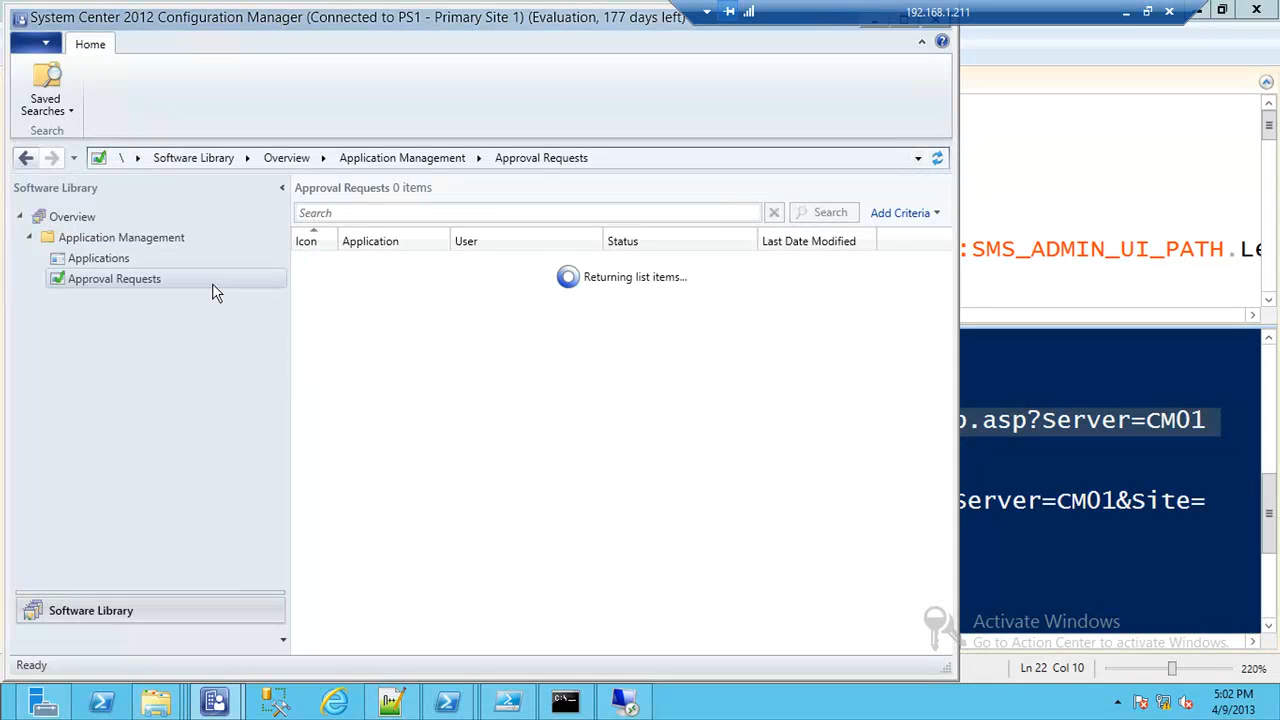 System Center 2012 Configuration Manager (Connected to PS1 - Primary Site 1) (Evaluation, 177 days left)
192.168.1.211
Home
Saved
Searches
Search
\ Software Library Overview Application Management Approval Requests
Software Library
Approval Requests 0 items
Overview
Search
Search
Add Criteria
Application Management
Icon Application User Status Last Date Modified
Applications
:SMS_ADMIN_UI_PATH.Le
Approval Requests
Returning list items...
.asp?Server=CM01
Server=CM01&Site=
Software Library
Activate Windows
Go to Action Center to activate Windows.
Ready
Ln 22 Col 10
220%
5:02 PM
4/9/2013